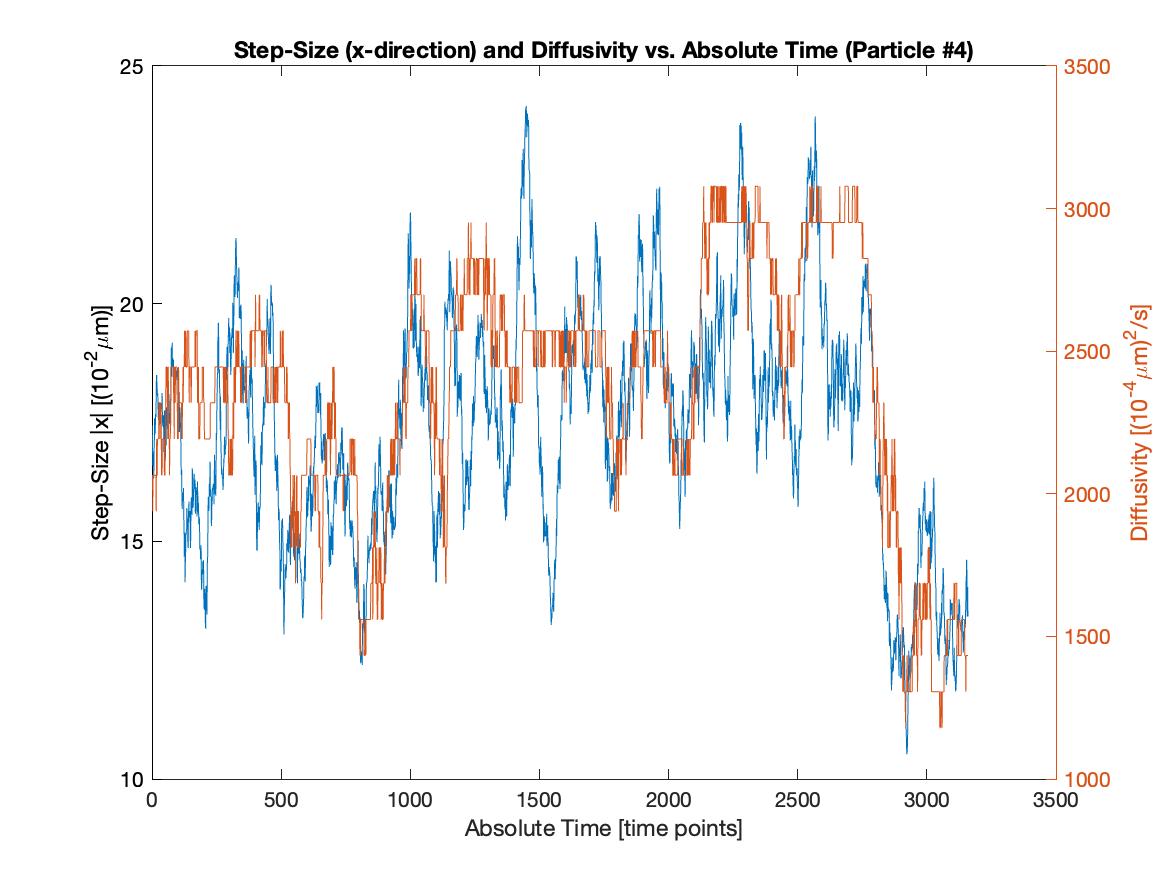 Step-Size (x-direction) and Diffusivity vs. Absolute Time (Particle #4)
25
20
15
10
Step-Size |x| [(10⁻² μm)]
3500
3000
2500
2000
1500
1000
Diffusivity [(10⁻⁴ μm)²/s]
0 500 1000 1500 2000 2500 3000 3500
Absolute Time [time points]